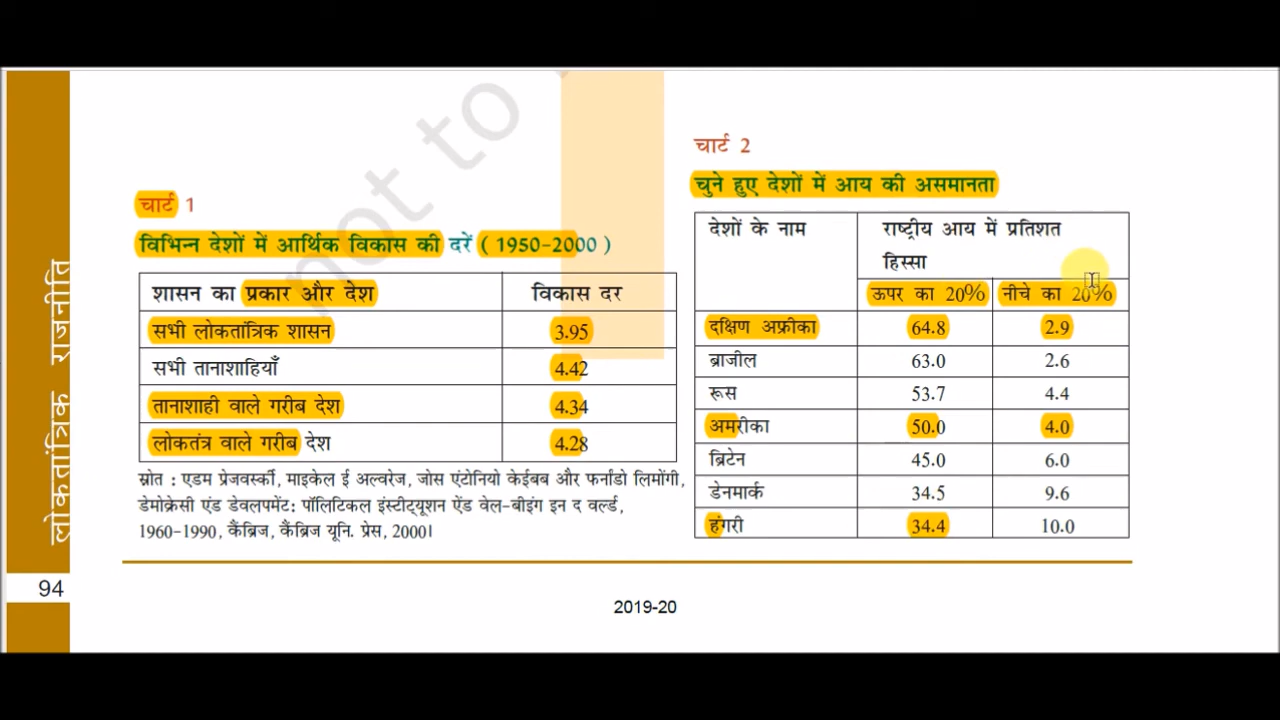 लोकतांत्रिक राजनीति
94
not to
चार्ट 1
विभिन्न देशों में आर्थिक विकास की दरें ( 1950-2000 )
शासन का प्रकार और देश विकास दर
सभी लोकतांत्रिक शासन 3.95
सभी तानाशाहियाँ 4.42
तानाशाही वाले गरीब देश 4.34
लोकतंत्र वाले गरीब देश 4.28
स्रोत : एडम प्रेजवर्स्की, माइकेल ई अल्वरेज, जोस एंटोनियो केईबब और फर्नांडो लिमोंगी,
डेमोक्रेसी एंड डेवलपमेंट: पॉलिटिकल इंस्टीट्यूशन ऐंड वेल-बीइंग इन द वर्ल्ड,
1960-1990, कैंब्रिज, कैंब्रिज यूनि. प्रेस, 2000।
चार्ट 2
चुने हुए देशों में आय की असमानता
देशों के नाम राष्ट्रीय आय में प्रतिशत
हिस्सा
ऊपर का 20% नीचे का 20%
दक्षिण अफ्रीका 64.8 2.9
ब्राजील 63.0 2.6
रूस 53.7 4.4
अमरीका 50.0 4.0
ब्रिटेन 45.0 6.0
डेनमार्क 34.5 9.6
हंगरी 34.4 10.0
2019-20